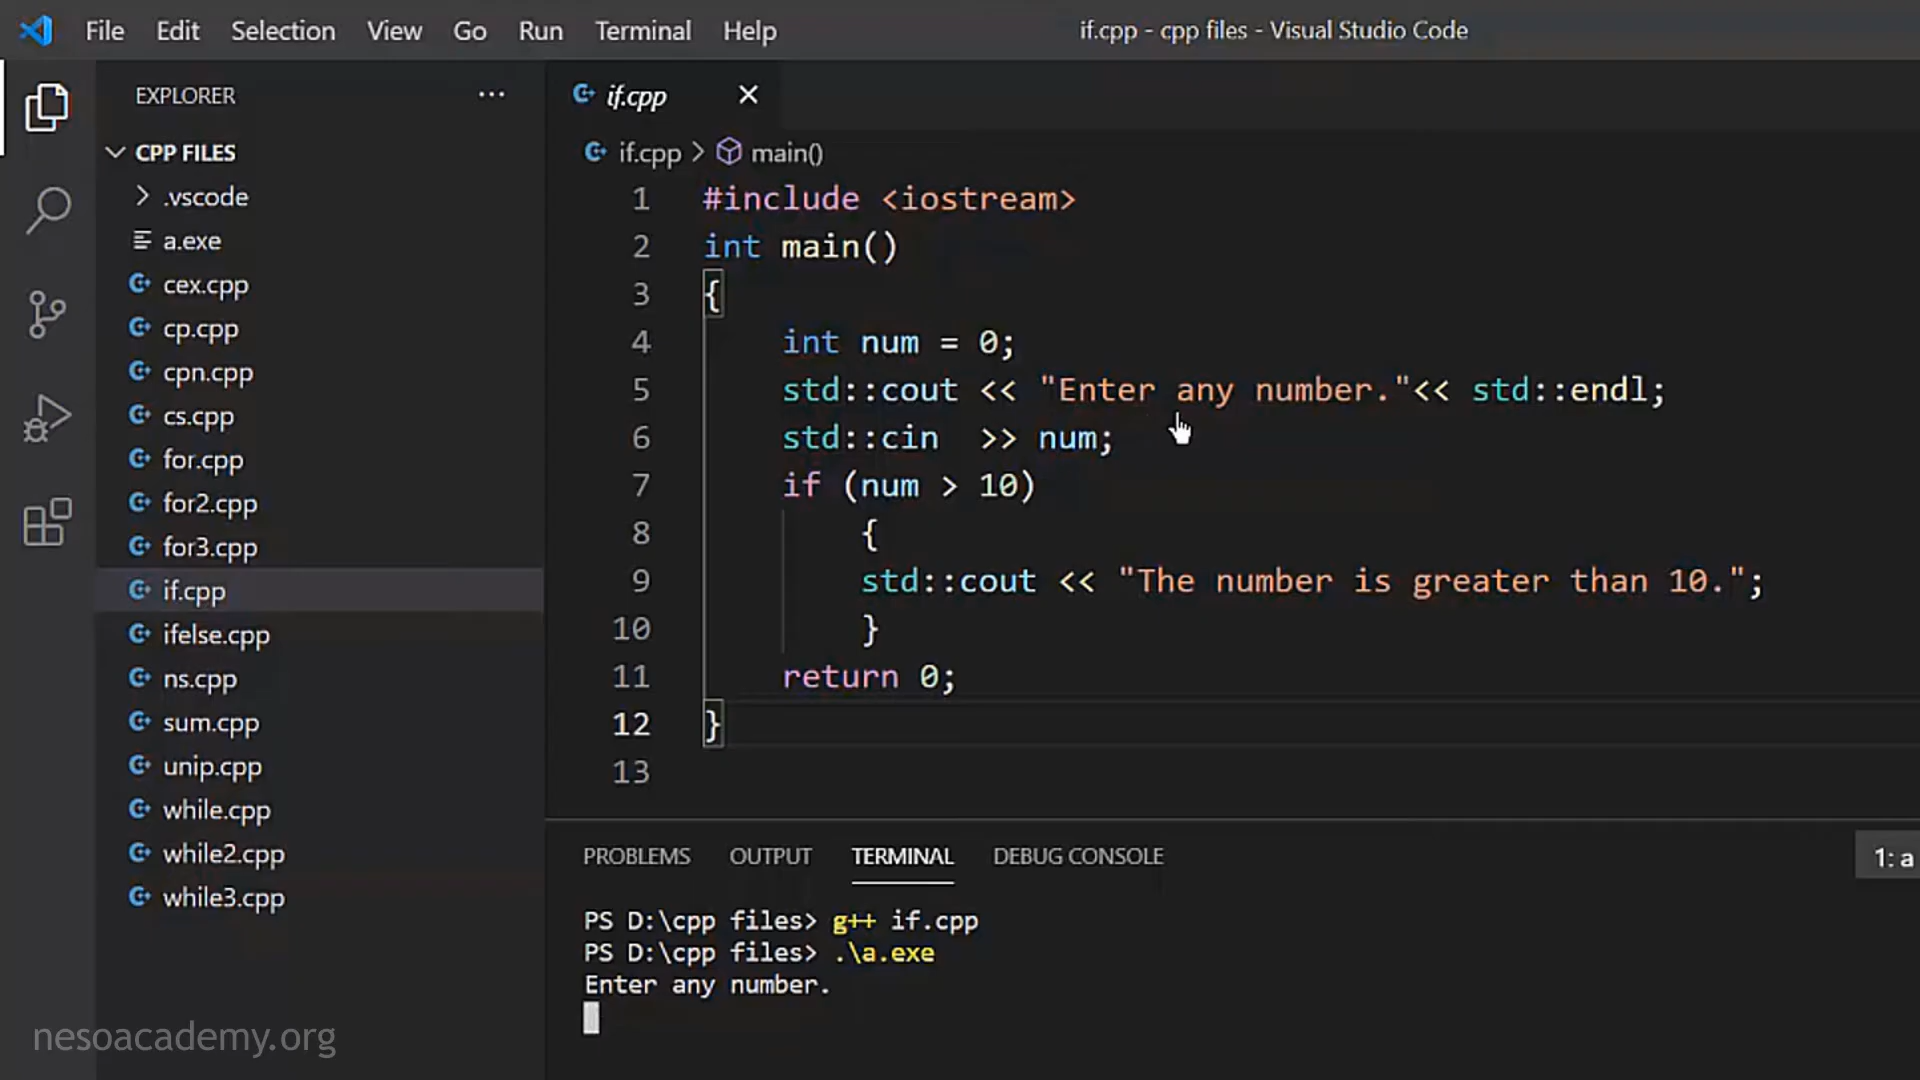 File Edit Selection View Go Run Terminal Help if.cpp - cpp files - Visual Studio Code
EXPLORER ...
CPP FILES
.vscode
a.exe
cex.cpp
cp.cpp
cpn.cpp
cs.cpp
for.cpp
for2.cpp
for3.cpp
if.cpp
ifelse.cpp
ns.cpp
sum.cpp
unip.cpp
while.cpp
while2.cpp
while3.cpp
if.cpp
if.cpp > main()
1 #include <iostream>
2 int main()
3 {
4 int num = 0;
5 std::cout << "Enter any number."<< std::endl;
6 std::cin  >> num;
7 if (num > 10)
8 {
9 std::cout << "The number is greater than 10.";
10 }
11 return 0;
12 }
13
PROBLEMS OUTPUT TERMINAL DEBUG CONSOLE 1: a
PS D:\cpp files> g++ if.cpp
PS D:\cpp files> .\a.exe
Enter any number.
nesoacademy.org